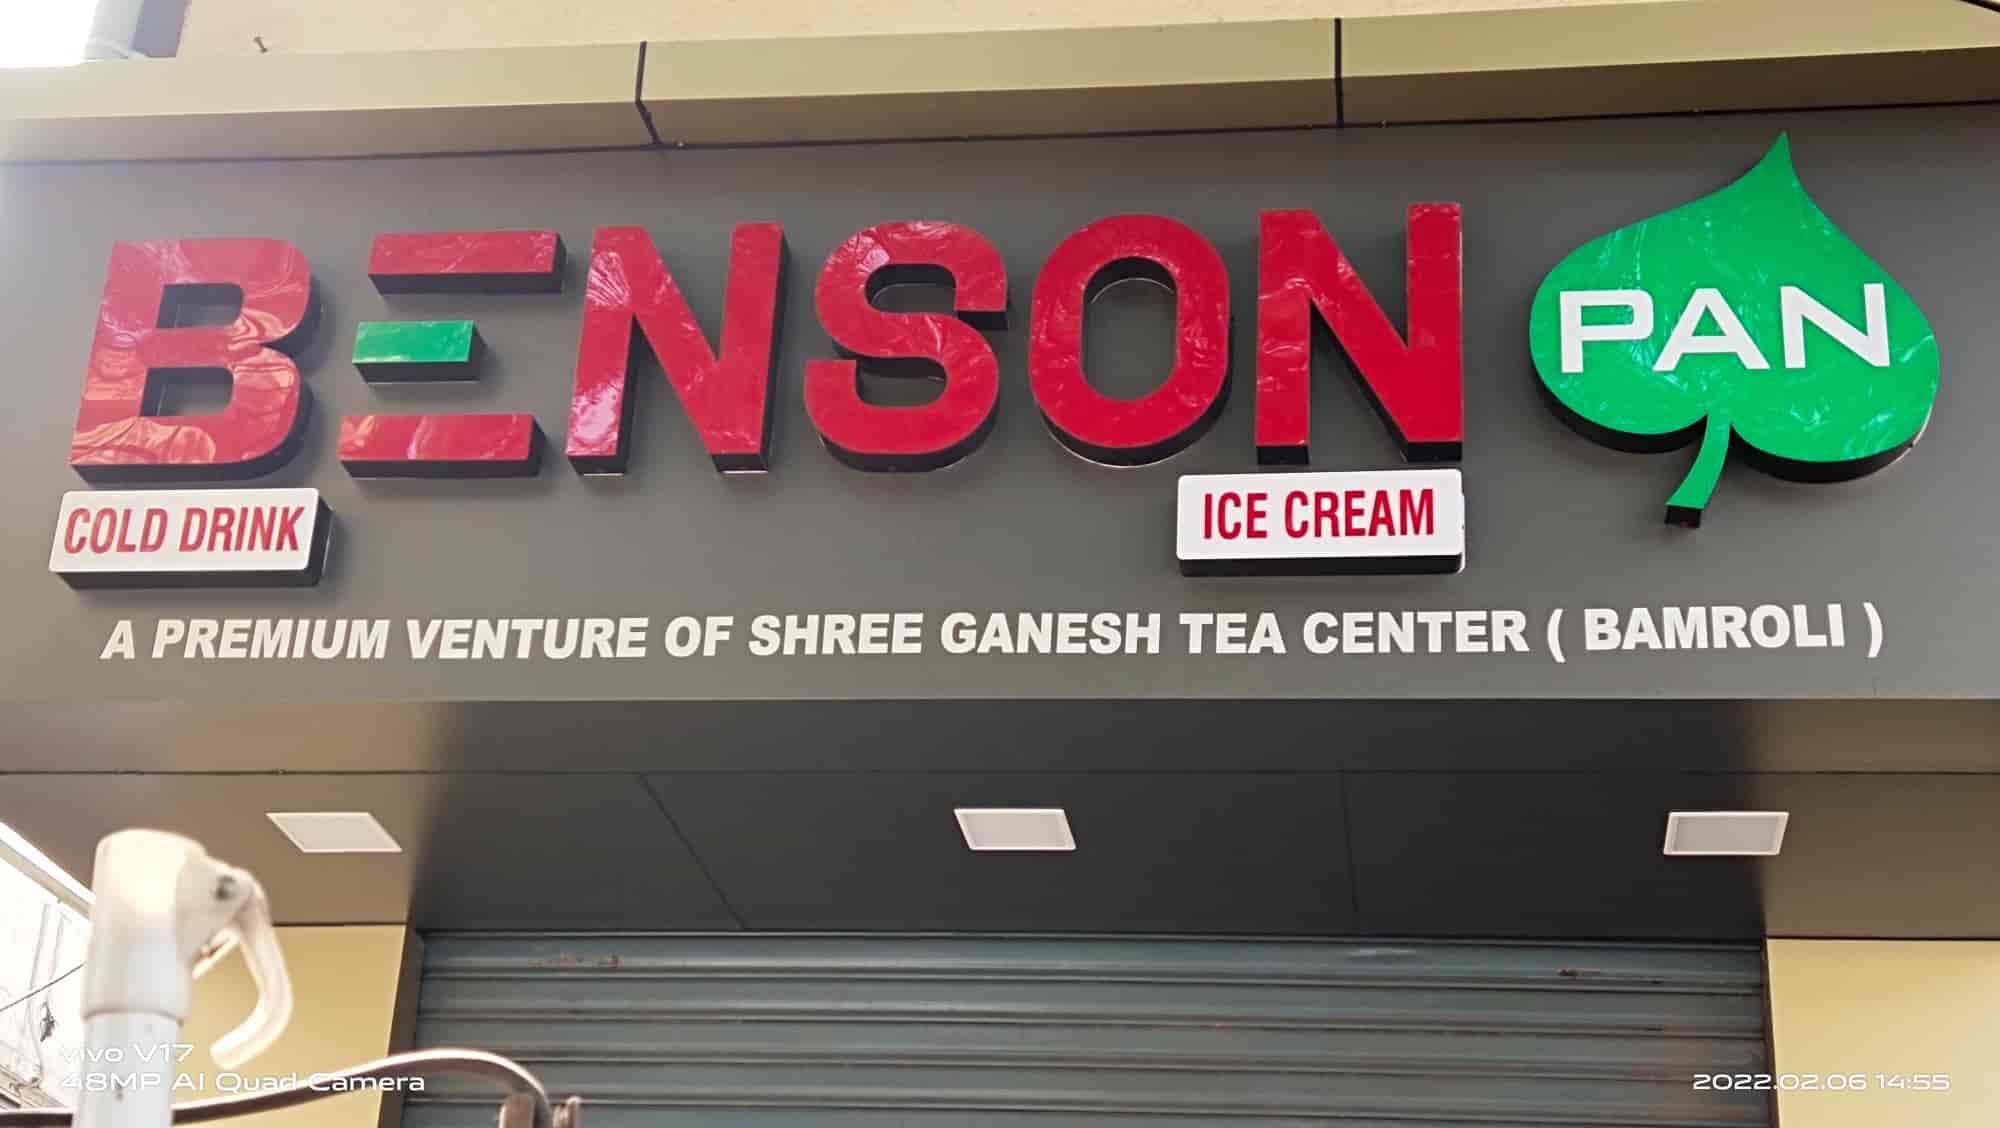 BENSON PAN
COLD DRINK ICE CREAM
A PREMIUM VENTURE OF SHREE GANESH TEA CENTER ( BAMROLI )
vivo V17
48MP AI Quad Camera
2022.02.06 14:55